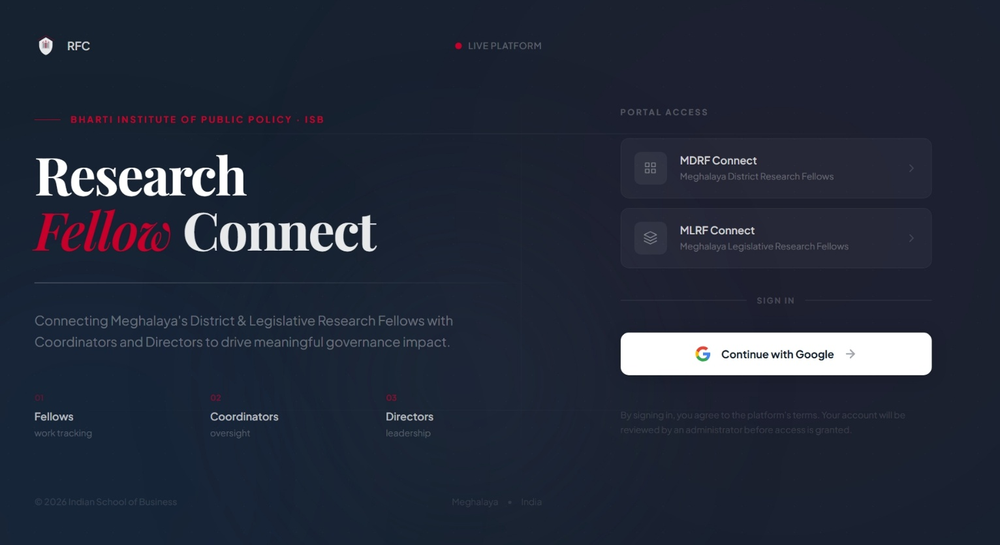 RFC
LIVE PLATFORM
BHARTI INSTITUTE OF PUBLIC POLICY · ISB
Research
Fellow Connect
Connecting Meghalaya's District & Legislative Research Fellows with
Coordinators and Directors to drive meaningful governance impact.
01
Fellows
work tracking
02
Coordinators
oversight
03
Directors
leadership
PORTAL ACCESS
MDRF Connect
Meghalaya District Research Fellows
MLRF Connect
Meghalaya Legislative Research Fellows
SIGN IN
Continue with Google
By signing in, you agree to the platform's terms. Your account will be
reviewed by an administrator before access is granted.
© 2026 Indian School of Business
Meghalaya • India